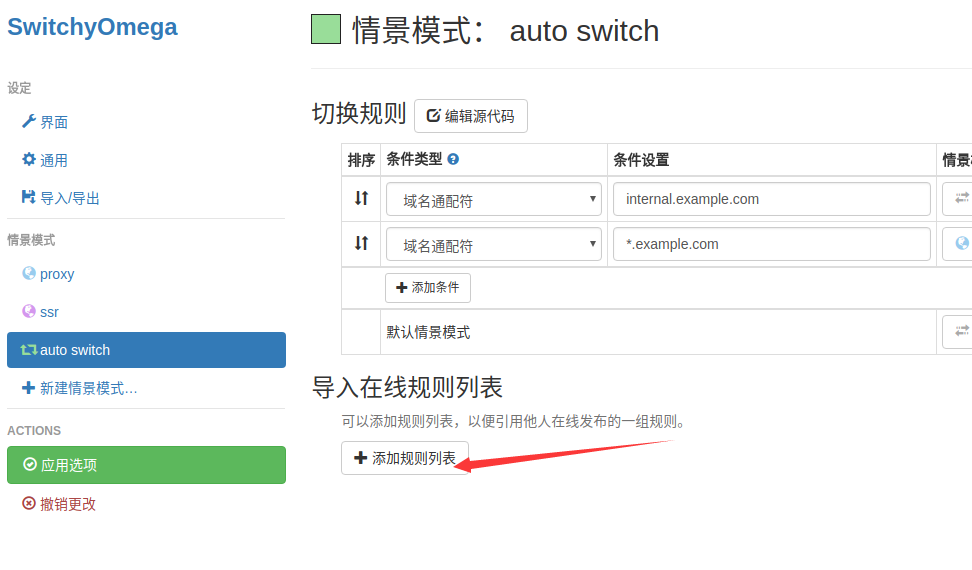 SwitchyOmega
设定
界面
通用
导入/导出
情景模式
proxy
ssr
auto switch
新建情景模式…
ACTIONS
应用选项
撤销更改
情景模式： auto switch
切换规则 编辑源代码
排序 条件类型 条件设置
域名通配符 internal.example.com
域名通配符 *.example.com
添加条件
默认情景模式
导入在线规则列表
可以添加规则列表，以便引用他人在线发布的一组规则。
添加规则列表